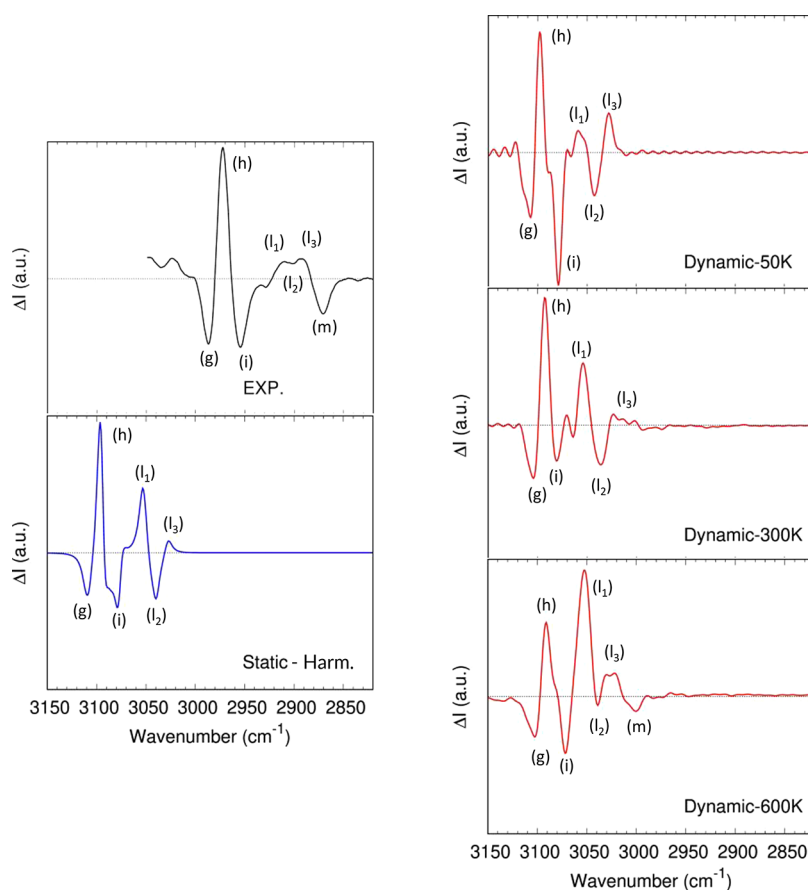 (h)
(l₁)
(l₃)
(l₂)
(g)
(i)
(m)
EXP.
ΔI (a.u.)
(h)
(l₁)
(l₃)
(g)
(i)
(l₂)
Static - Harm.
ΔI (a.u.)
3150 3100 3050 3000 2950 2900 2850
Wavenumber (cm⁻¹)
(h)
(l₁)
(l₃)
(g)
(l₂)
(i)
Dynamic-50K
ΔI (a.u.)
(h)
(l₁)
(l₃)
(g)
(i)
(l₂)
Dynamic-300K
ΔI (a.u.)
(h)
(l₁)
(l₃)
(l₂)
(m)
(g)
(i)
Dynamic-600K
ΔI (a.u.)
3150 3100 3050 3000 2950 2900 2850
Wavenumber (cm⁻¹)